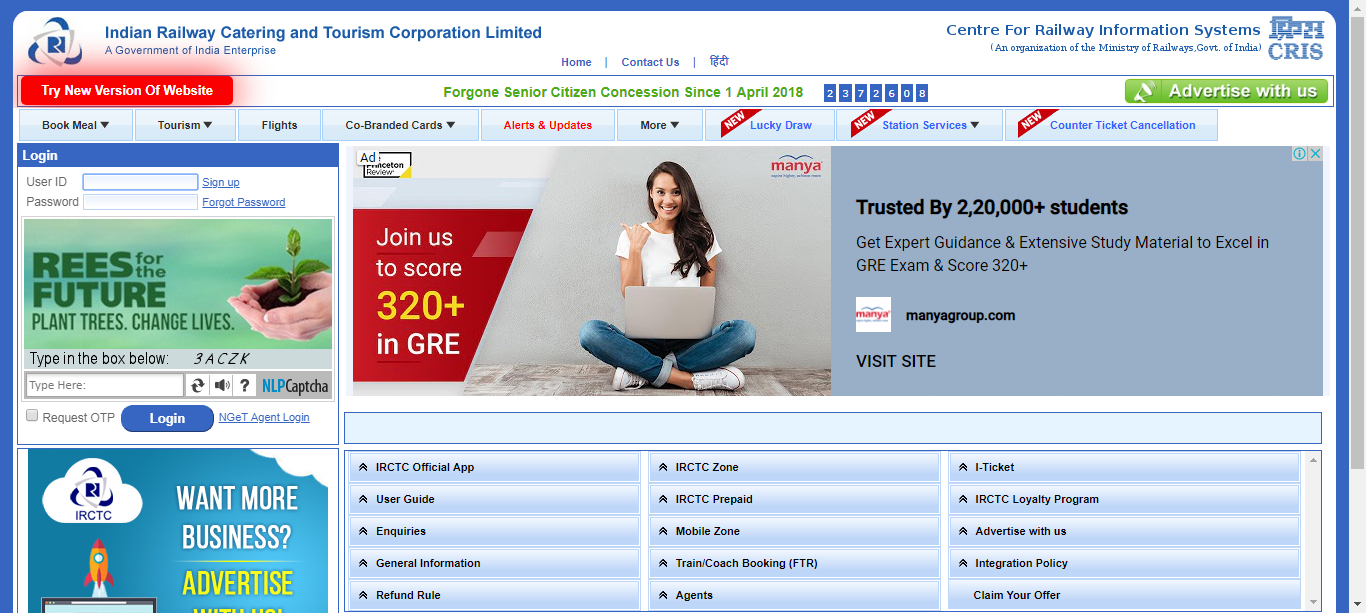 Indian Railway Catering and Tourism Corporation Limited
A Government of India Enterprise
Centre For Railway Information Systems
(An organization of the Ministry of Railways,Govt. of India)
CRIS
Home | Contact Us | हिंदी
Try New Version Of Website
Forgone Senior Citizen Concession Since 1 April 2018 2 3 7 2 6 0 8
Advertise with us
Book Meal
Tourism
Flights
Co-Branded Cards
Alerts & Updates
More
NEW Lucky Draw
NEW Station Services
NEW Counter Ticket Cancellation
Login
User ID Sign up
Password Forgot Password
REES for the
FUTURE
PLANT TREES. CHANGE LIVES.
Type in the box below: 3ACZK
Type Here: ? NLPCaptcha
Request OTP Login NGeT Agent Login
IRCTC
WANT MORE
BUSINESS?
ADVERTISE
WITH US!
Ad
Princeton
Review
manya
Join us
to score
320+
in GRE
Trusted By 2,20,000+ students
Get Expert Guidance & Extensive Study Material to Excel in
GRE Exam & Score 320+
manya
manyagroup.com
VISIT SITE
IRCTC Official App
IRCTC Zone
I-Ticket
User Guide
IRCTC Prepaid
IRCTC Loyalty Program
Enquiries
Mobile Zone
Advertise with us
General Information
Train/Coach Booking (FTR)
Integration Policy
Refund Rule
Agents
Claim Your Offer